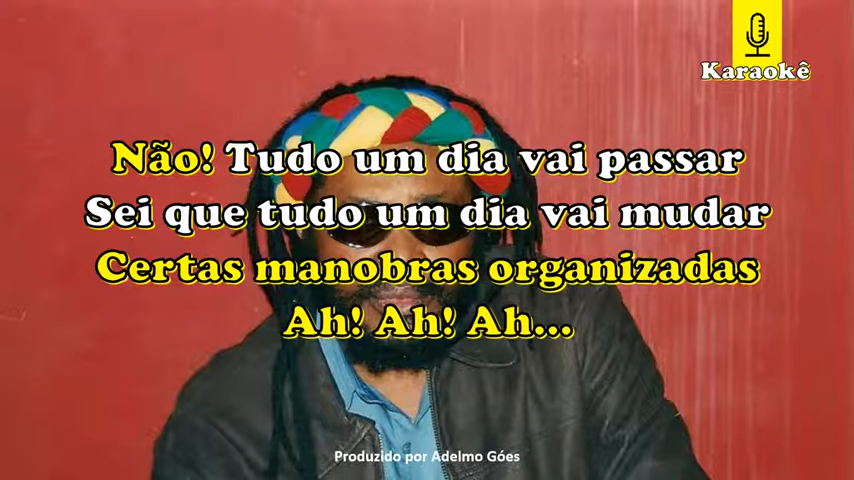 Karaokê
Não! Tudo um dia vai passar
Sei que tudo um dia vai mudar
Certas manobras organizadas
Ah! Ah! Ah...
Produzido por Adelmo Góes